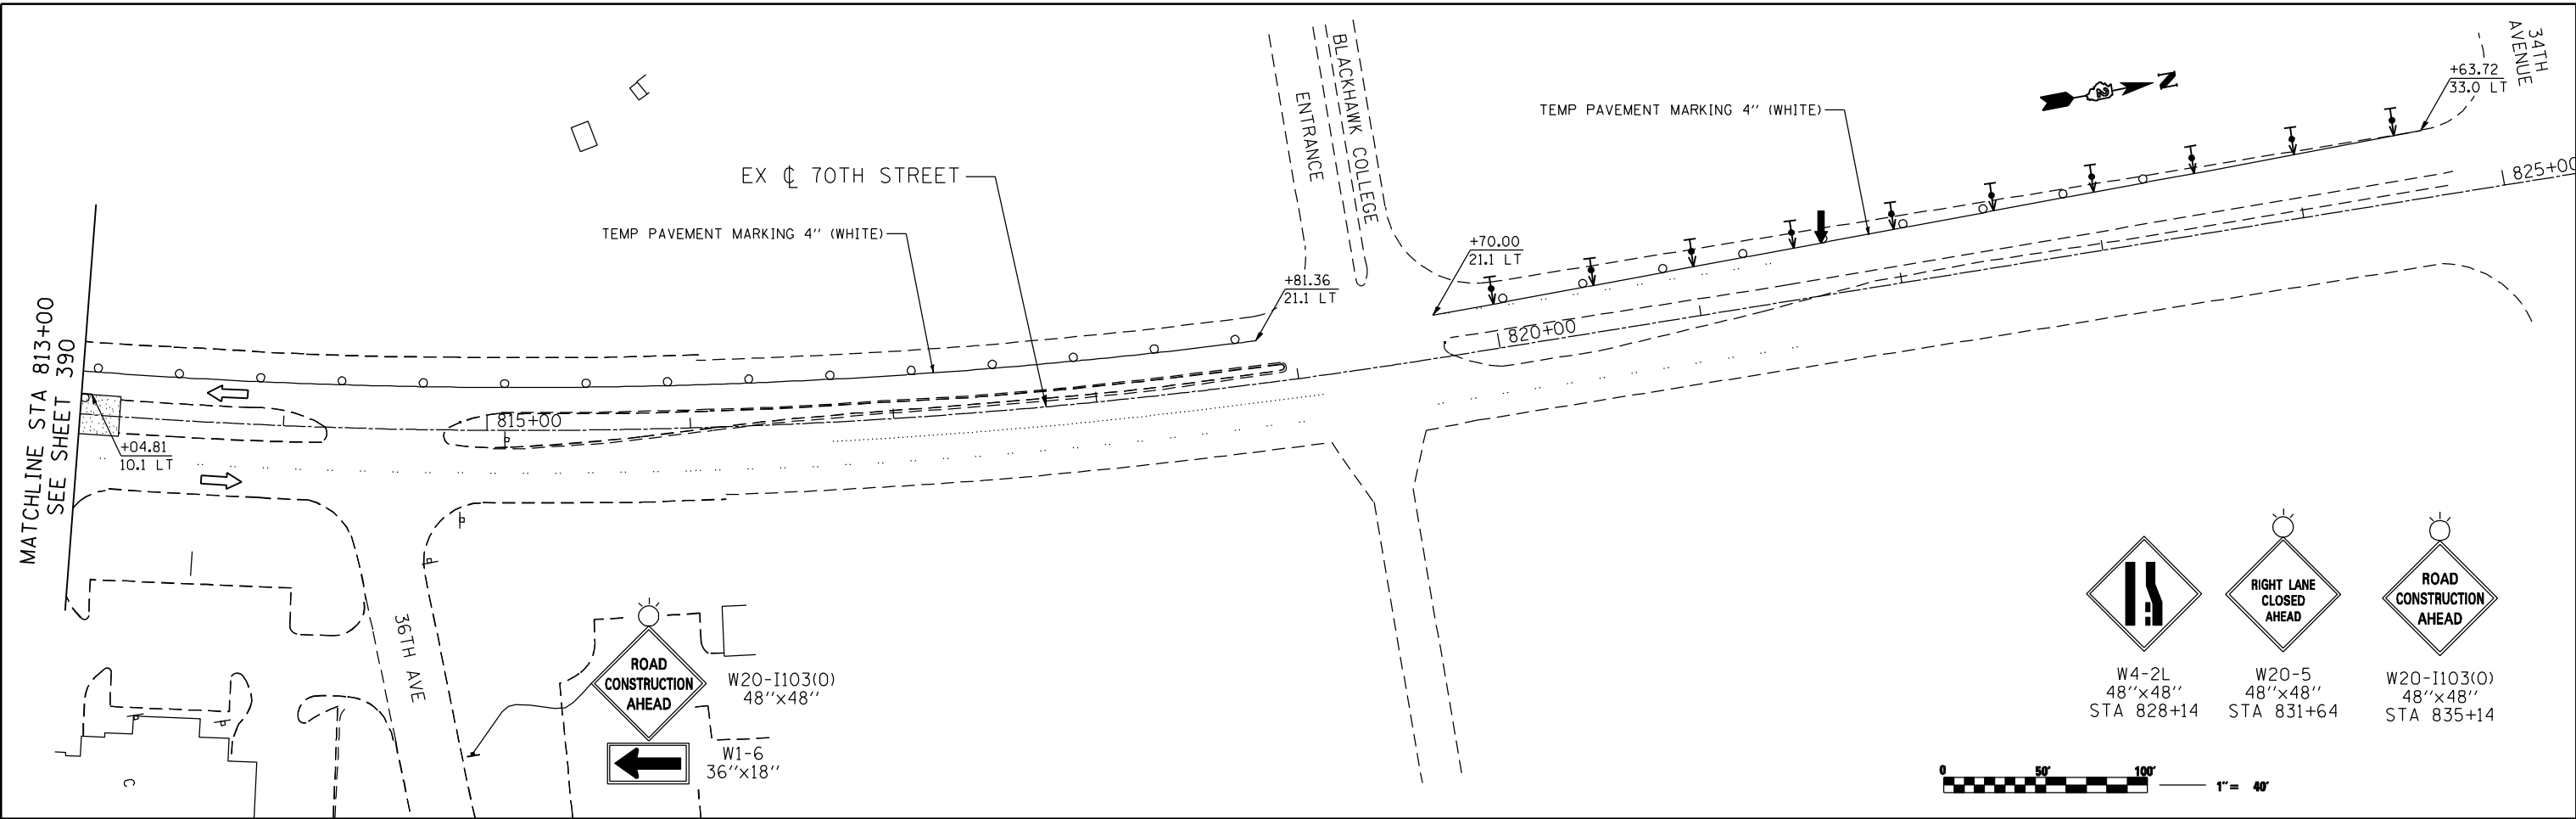 34TH
AVENUE
+63.72
33.0 LT
N
BLACKHAWK COLLEGE
ENTRANCE
TEMP PAVEMENT MARKING 4'' (WHITE)
EX ℄ 70TH STREET
825+00
TEMP PAVEMENT MARKING 4'' (WHITE)
+70.00
21.1 LT
+81.36
21.1 LT
820+00
MATCHLINE STA 813+00
SEE SHEET 390
815+00
+04.81
10.1 LT
36TH AVE
ROAD
CONSTRUCTION
AHEAD
W20-I103(O)
48''x48''
W1-6
36''x18''
W4-2L
48''x48''
STA 828+14
RIGHT LANE
CLOSED
AHEAD
W20-5
48''x48''
STA 831+64
ROAD
CONSTRUCTION
AHEAD
W20-I103(O)
48''x48''
STA 835+14
0 50' 100'
1'' = 40'